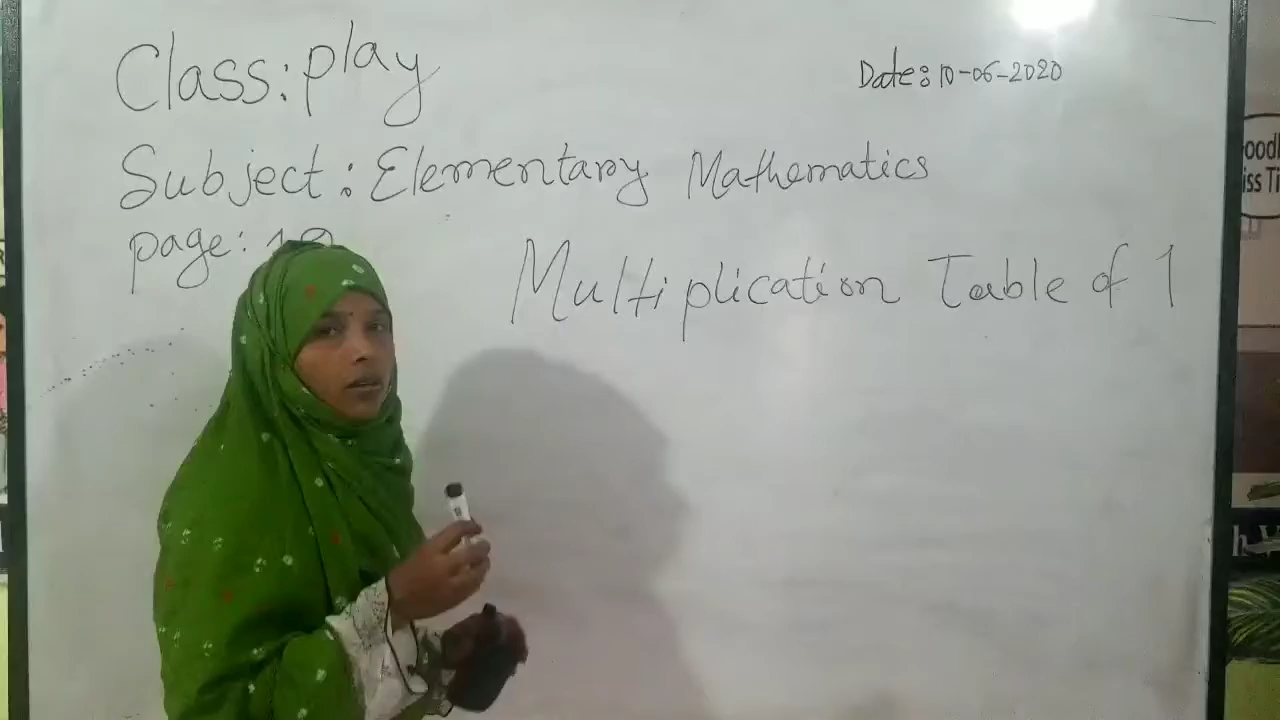 Class: play
Date: 10-06-2020
Subject: Elementary Mathematics
page:
Multiplication Table of 1